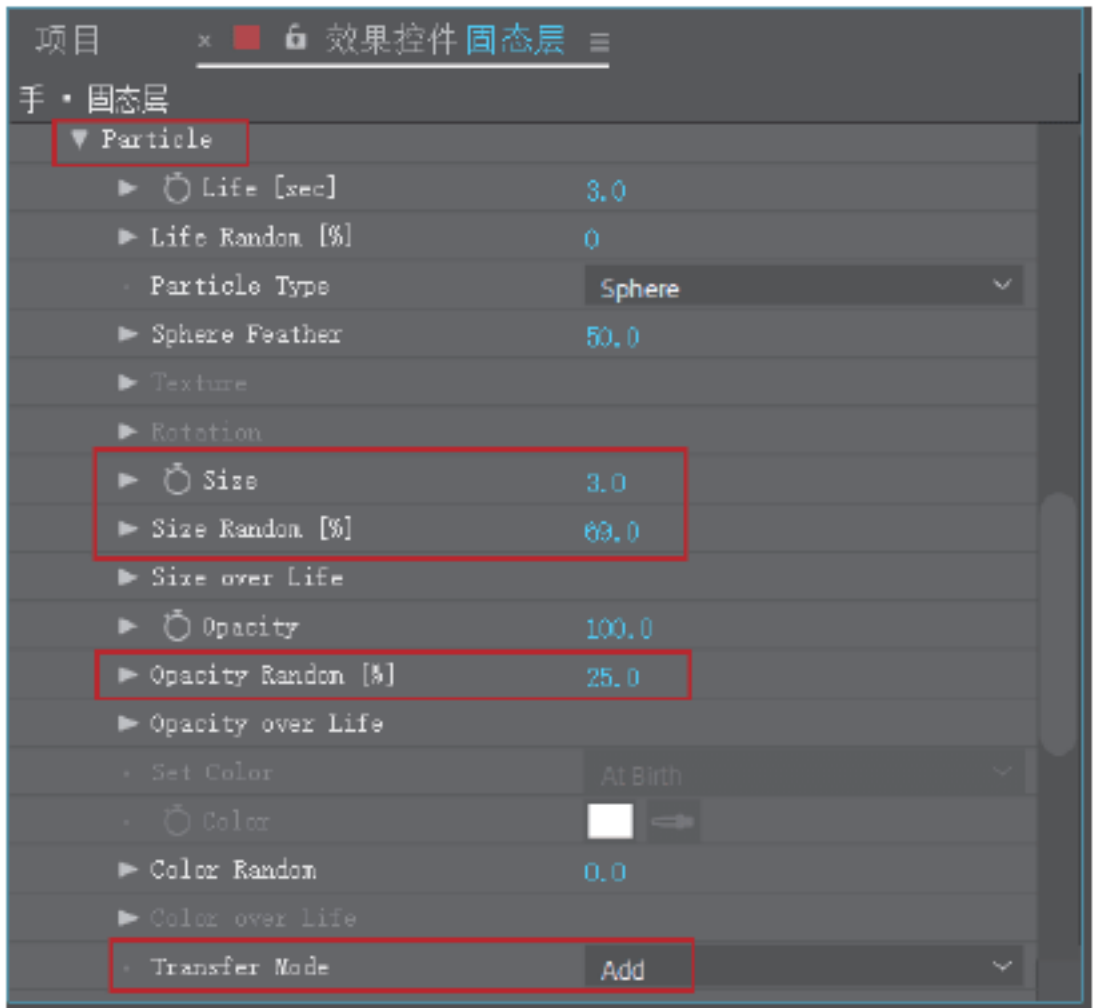 项目 × 效果控件 固态层 ≡
手 · 固态层
▼ Particle
Life [sec] 3.0
Life Random [%] 0
Particle Type Sphere
Sphere Feather 50.0
Texture
Rotation
Size 3.0
Size Random [%] 69.0
Size over Life
Opacity 100.0
Opacity Random [%] 25.0
Opacity over Life
Set Color At Birth
Color
Color Random 0.0
Color over Life
Transfer Mode Add